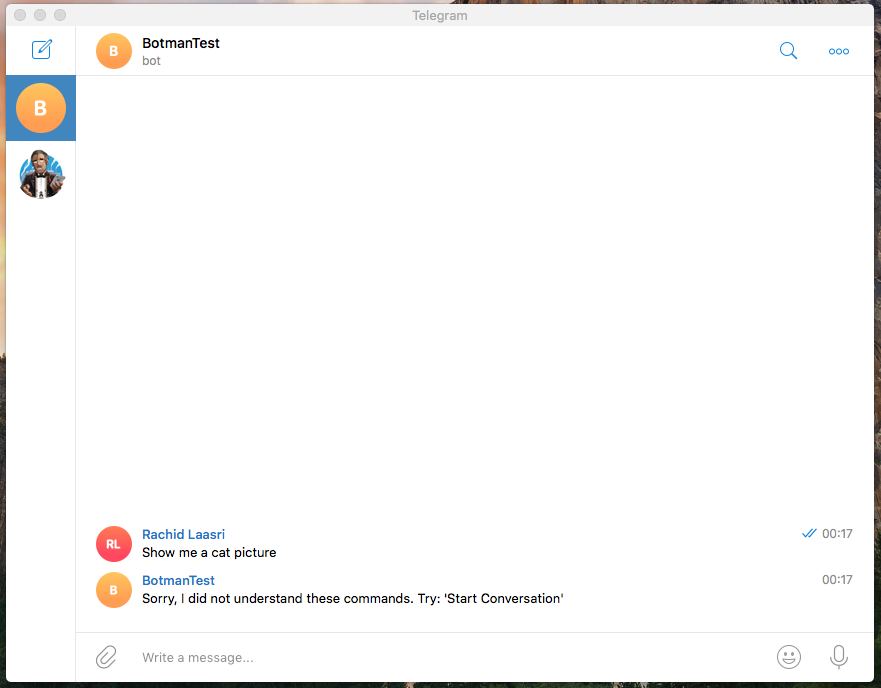 Telegram
B
BotmanTest
bot
B
RL
Rachid Laasri
00:17
Show me a cat picture
B
BotmanTest
00:17
Sorry, I did not understand these commands. Try: 'Start Conversation'
Write a message...